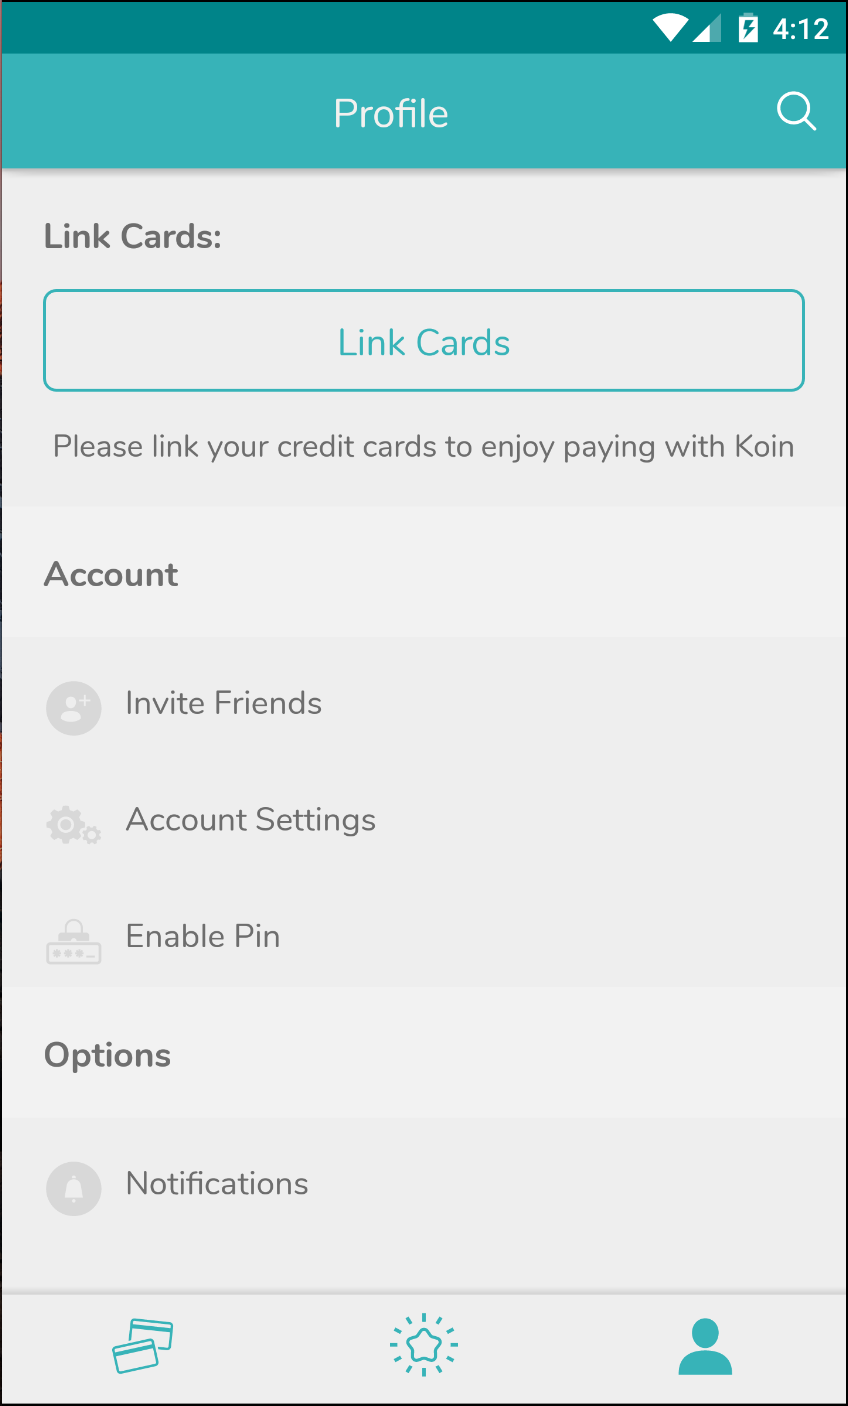 4:12
Profile
Link Cards:
Link Cards
Please link your credit cards to enjoy paying with Koin
Account
Invite Friends
Account Settings
Enable Pin
Options
Notifications